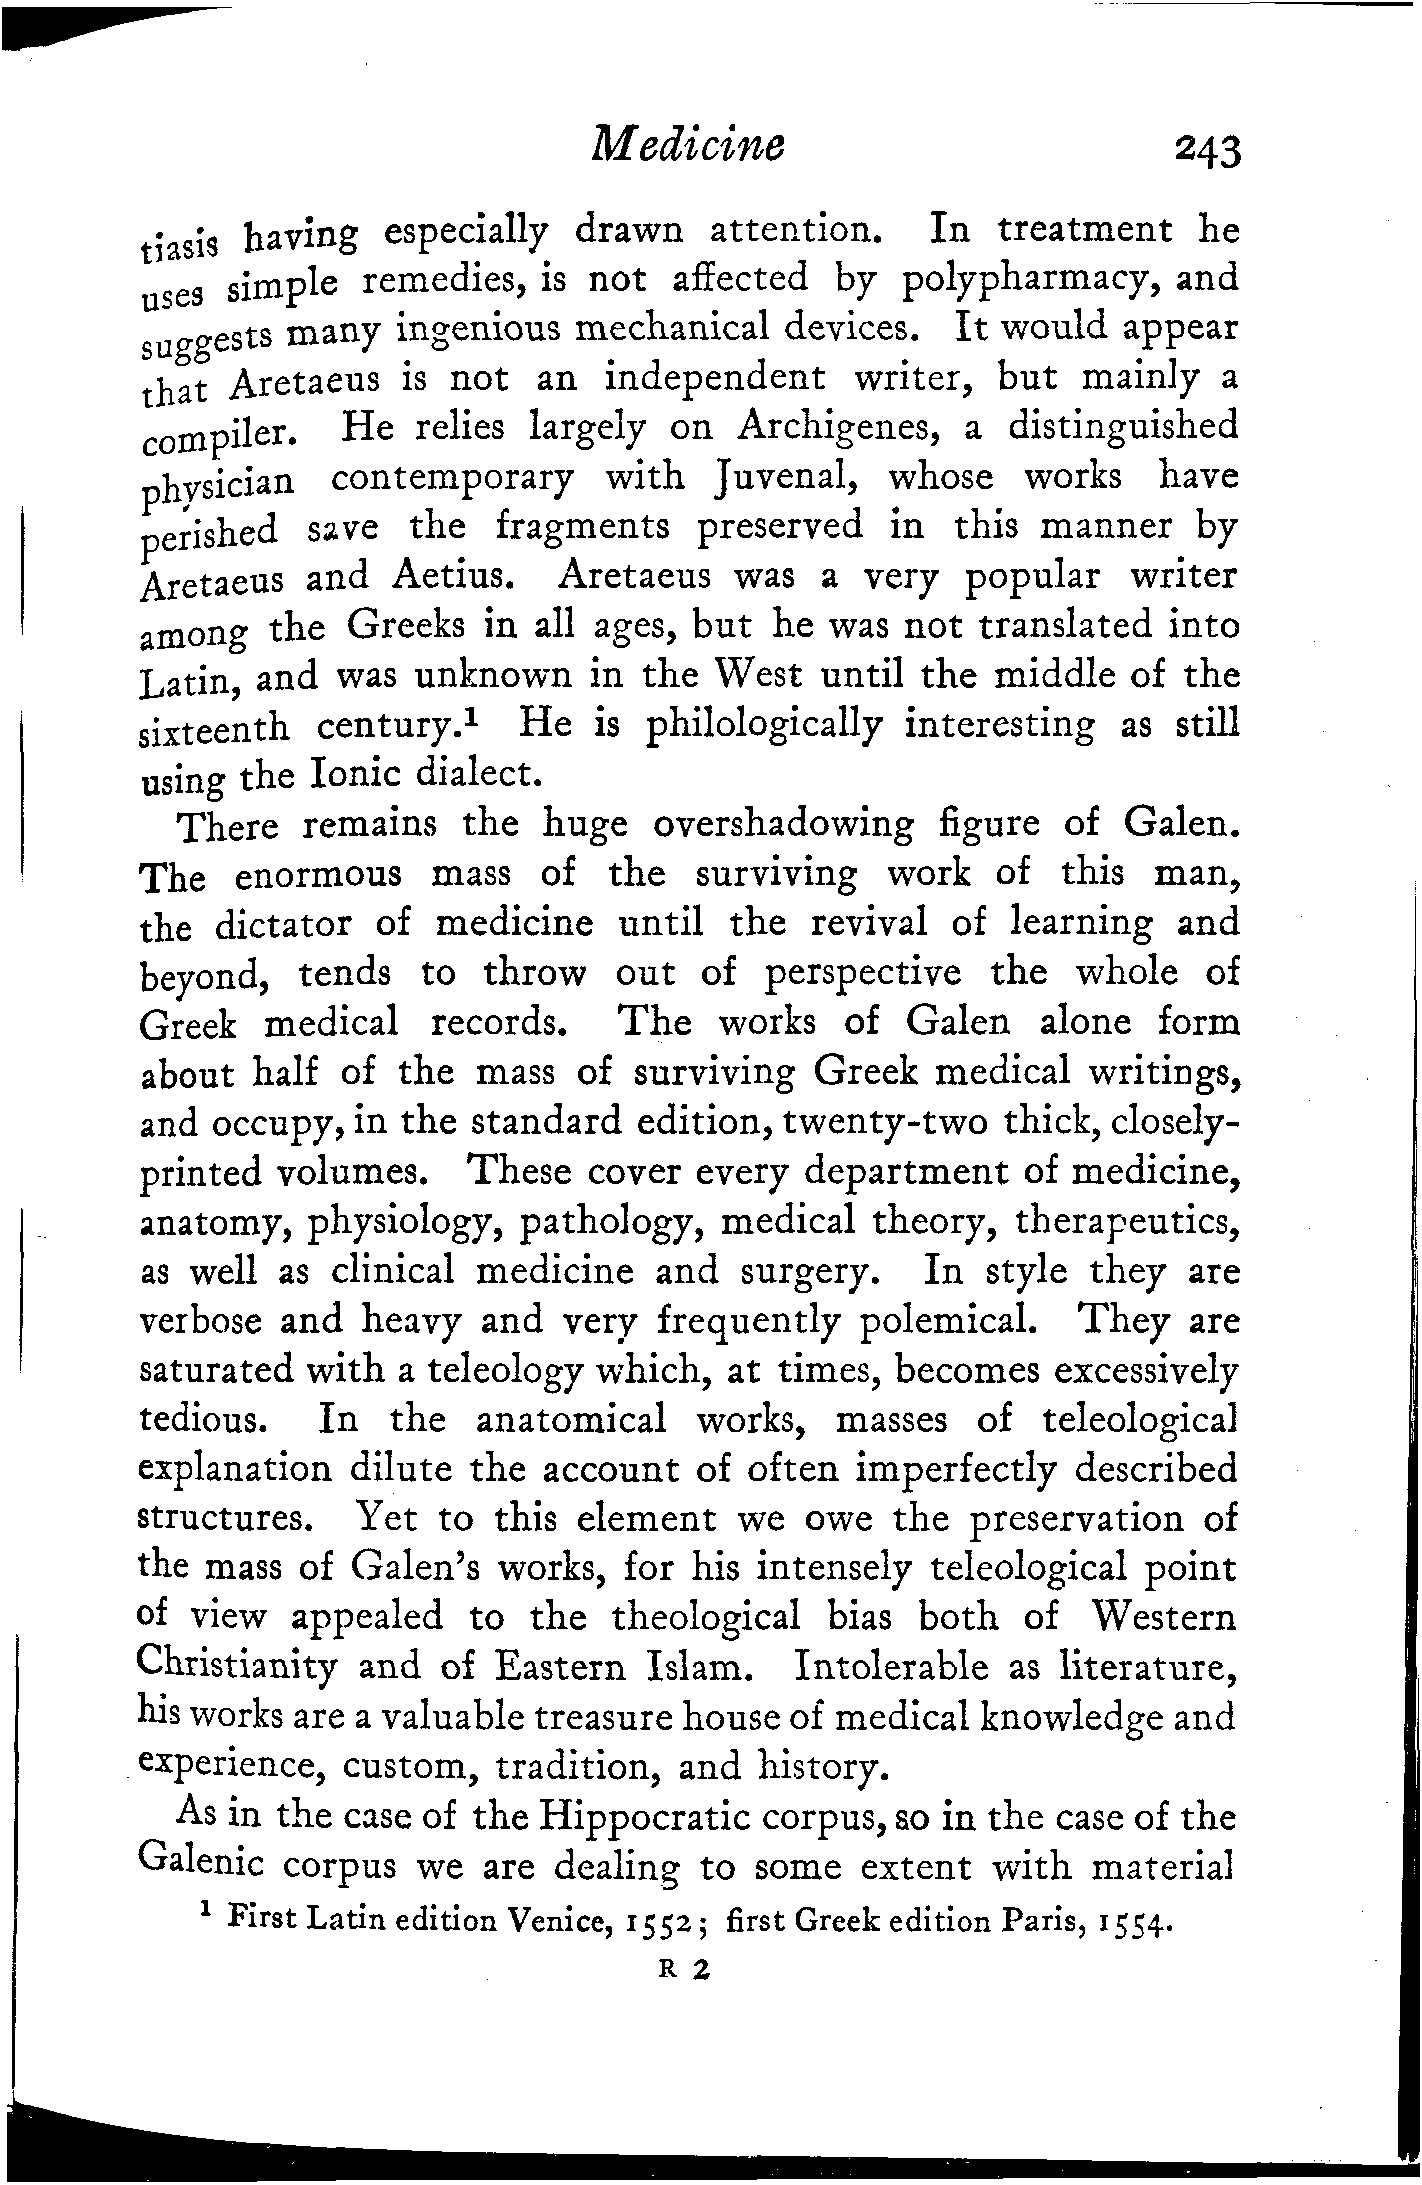 Medicine 243
tiasis having especially drawn attention. In treatment he
uses simple remedies, is not affected by polypharmacy, and
suggests many ingenious mechanical devices. It would appear
that Aretaeus is not an independent writer, but mainly a
compiler. He relies largely on Archigenes, a distinguished
physician contemporary with Juvenal, whose works have
perished save the fragments preserved in this manner by
Aretaeus and Aetius. Aretaeus was a very popular writer
among the Greeks in all ages, but he was not translated into
Latin, and was unknown in the West until the middle of the
sixteenth century.¹ He is philologically interesting as still
using the Ionic dialect.
There remains the huge overshadowing figure of Galen.
The enormous mass of the surviving work of this man,
the dictator of medicine until the revival of learning and
beyond, tends to throw out of perspective the whole of
Greek medical records. The works of Galen alone form
about half of the mass of surviving Greek medical writings,
and occupy, in the standard edition, twenty-two thick, closely-
printed volumes. These cover every department of medicine,
anatomy, physiology, pathology, medical theory, therapeutics,
as well as clinical medicine and surgery. In style they are
verbose and heavy and very frequently polemical. They are
saturated with a teleology which, at times, becomes excessively
tedious. In the anatomical works, masses of teleological
explanation dilute the account of often imperfectly described
structures. Yet to this element we owe the preservation of
the mass of Galen's works, for his intensely teleological point
of view appealed to the theological bias both of Western
Christianity and of Eastern Islam. Intolerable as literature,
his works are a valuable treasure house of medical knowledge and
experience, custom, tradition, and history.
As in the case of the Hippocratic corpus, so in the case of the
Galenic corpus we are dealing to some extent with material
¹ First Latin edition Venice, 1552; first Greek edition Paris, 1554.
R 2